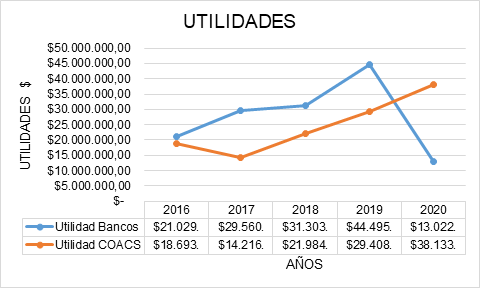 UTILIDADES
UTILIDADES $
$50.000.000,00
$45.000.000,00
$40.000.000,00
$35.000.000,00
$30.000.000,00
$25.000.000,00
$20.000.000,00
$15.000.000,00
$10.000.000,00
$5.000.000,00
$-
2016 2017 2018 2019 2020
Utilidad Bancos $21.029. $29.560. $31.303. $44.495. $13.022.
Utilidad COACS $18.693. $14.216. $21.984. $29.408. $38.133.
AÑOS